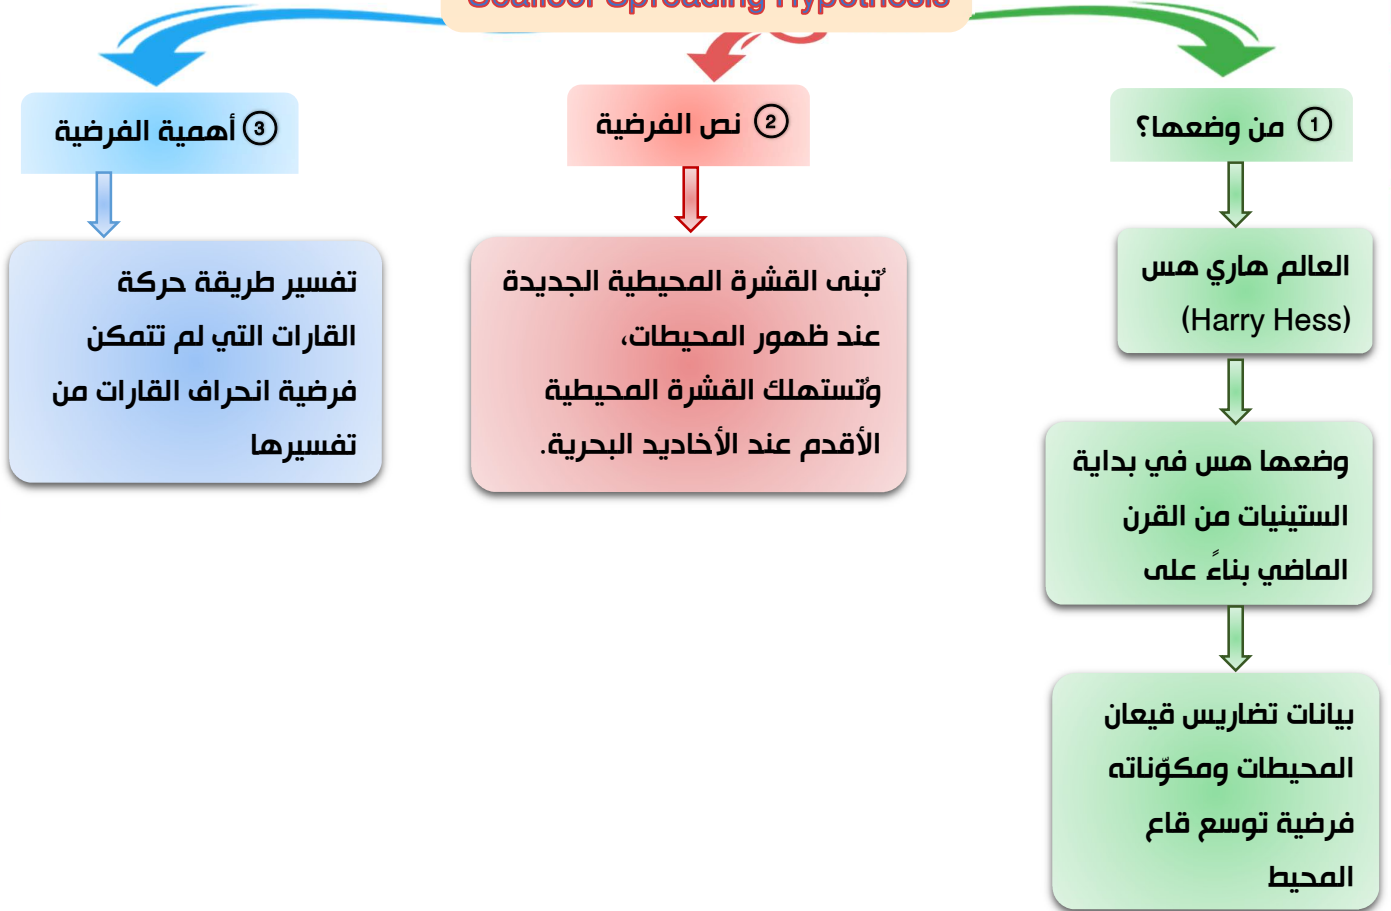 Seafloor Spreading Hypothesis
① من وضعها؟
العالم هاري هس
(Harry Hess)
وضعها هس في بداية
الستينيات من القرن
الماضي بناءً على
بيانات تضاريس قيعان
المحيطات ومكوّناته
فرضية توسع قاع
المحيط
② نص الفرضية
تُبنى القشرة المحيطية الجديدة
عند ظهور المحيطات،
وتُستهلك القشرة المحيطية
الأقدم عند الأخاديد البحرية.
③ أهمية الفرضية
تفسير طريقة حركة
القارات التي لم تتمكن
فرضية انحراف القارات من
تفسيرها